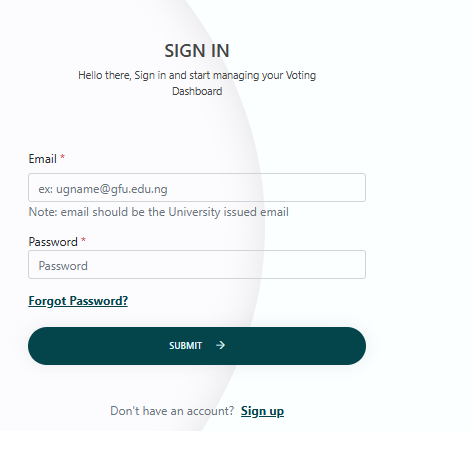 SIGN IN
Hello there, Sign in and start managing your Voting
Dashboard
Email *
ex: ugname@gfu.edu.ng
Note: email should be the University issued email
Password *
Password
Forgot Password?
SUBMIT →
Don't have an account? Sign up